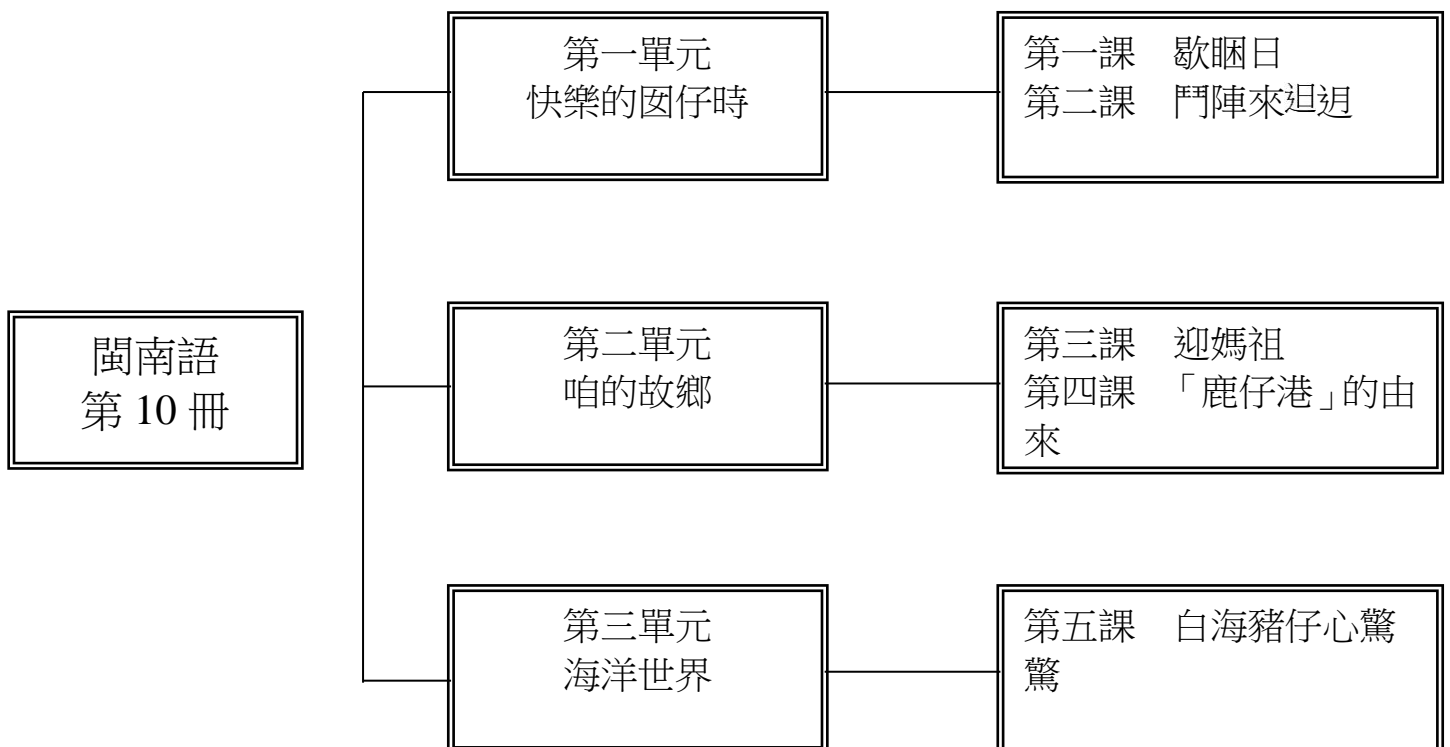 閩南語
第 10 冊
第一單元
快樂的囡仔時
第一課　歇睏日
第二課　鬥陣來𨑨迌
第二單元
咱的故鄉
第三課　迎媽祖
第四課　「鹿仔港」的由
來
第三單元
海洋世界
第五課　白海豬仔心驚
驚